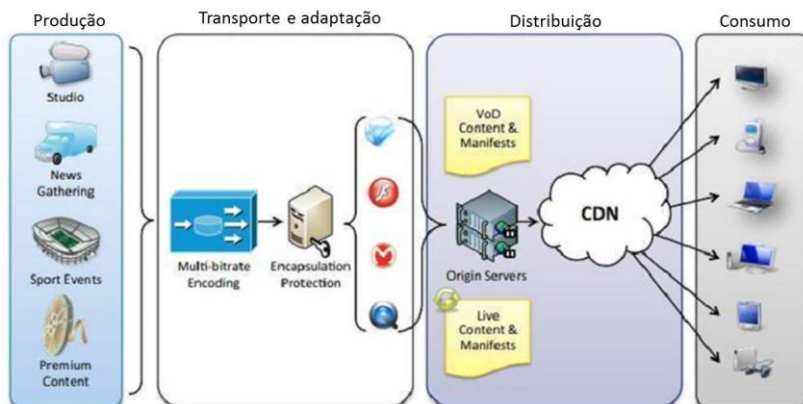 Produção
Studio
News
Gathering
Sport Events
Premium
Content
Transporte e adaptação
Multi-bitrate
Encoding
Encapsulation
Protection
Distribuição
VoD
Content &
Manifests
Origin Servers
Live
Content &
Manifests
CDN
Consumo